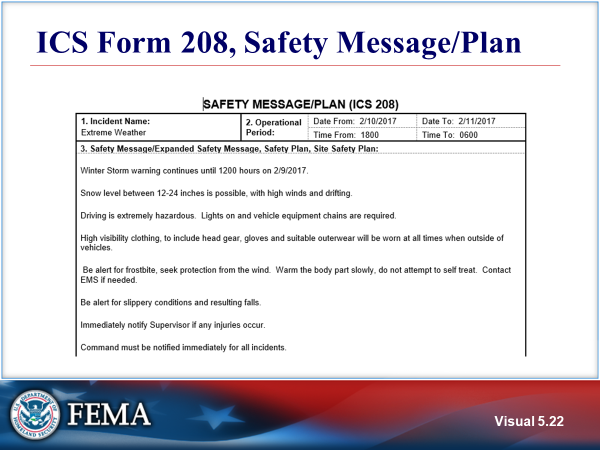 ICS Form 208, Safety Message/Plan
SAFETY MESSAGE/PLAN (ICS 208)
1. Incident Name:
Extreme Weather
2. Operational
Period:
Date From: 2/10/2017
Date To: 2/11/2017
Time From: 1800
Time To: 0600
3. Safety Message/Expanded Safety Message, Safety Plan, Site Safety Plan:
Winter Storm warning continues until 1200 hours on 2/9/2017.
Snow level between 12-24 inches is possible, with high winds and drifting.
Driving is extremely hazardous. Lights on and vehicle equipment chains are required.
High visibility clothing, to include head gear, gloves and suitable outerwear will be worn at all times when outside of
vehicles.
Be alert for frostbite, seek protection from the wind. Warm the body part slowly, do not attempt to self treat. Contact
EMS if needed.
Be alert for slippery conditions and resulting falls.
Immediately notify Supervisor if any injuries occur.
Command must be notified immediately for all incidents.
FEMA
Visual 5.22